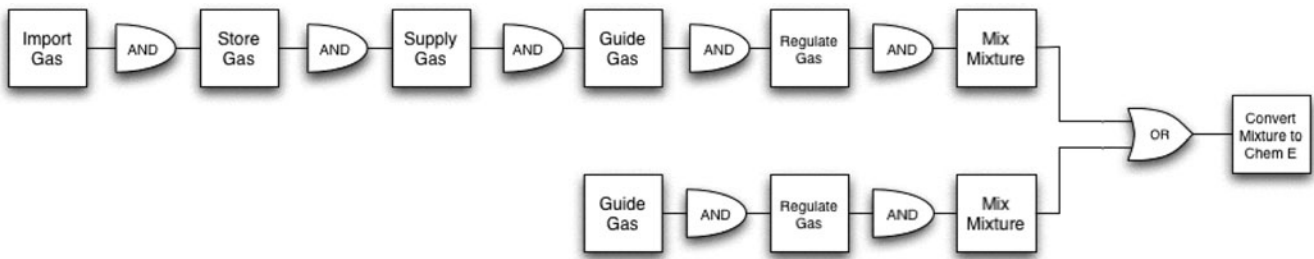 Import
Gas
AND
Store
Gas
AND
Supply
Gas
AND
Guide
Gas
AND
Regulate
Gas
AND
Mix
Mixture
OR
Convert
Mixture to
Chem E
Guide
Gas
AND
Regulate
Gas
AND
Mix
Mixture